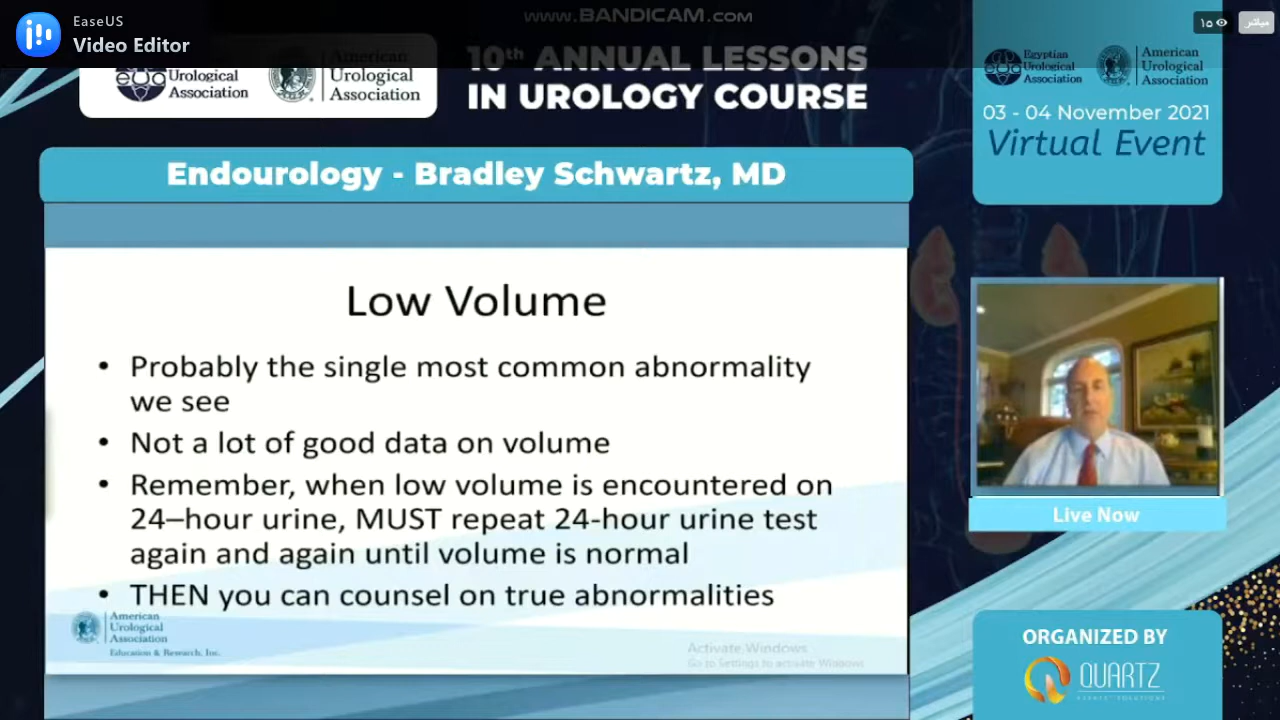 EaseUS
Video Editor
www.BANDICAM.com
١٥
مباشر
eua
Urological
Association
American
Urological
Association
10th ANNUAL LESSONS
IN UROLOGY COURSE
Egyptian
Urological
Association
American
Urological
Association
03 - 04 November 2021
Virtual Event
Endourology - Bradley Schwartz, MD
Low Volume
• Probably the single most common abnormality
we see
• Not a lot of good data on volume
• Remember, when low volume is encountered on
24–hour urine, MUST repeat 24-hour urine test
again and again until volume is normal
• THEN you can counsel on true abnormalities
American
Urological
Association
Education & Research, Inc.
Activate Windows
Go to Settings to activate Windows
Live Now
ORGANIZED BY
QUARTZ